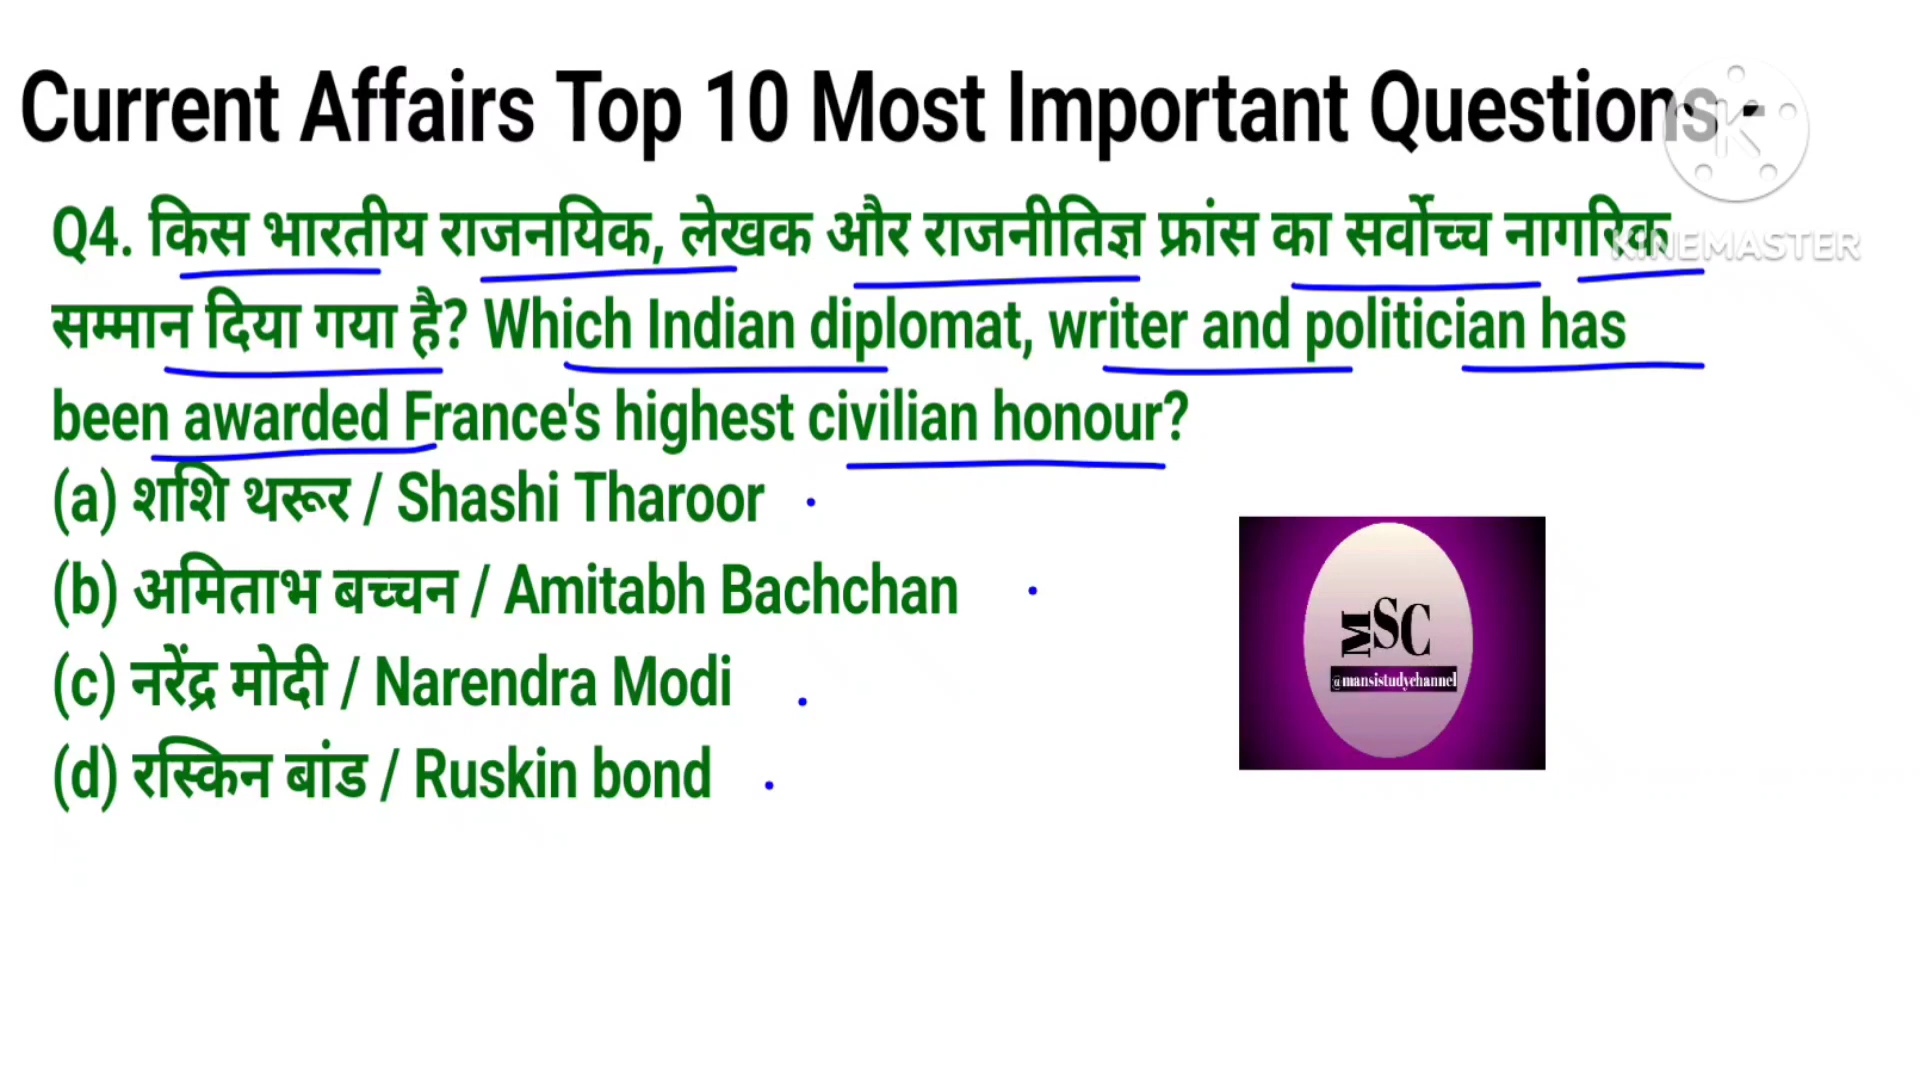 Current Affairs Top 10 Most Important Questions -
Q4. किस भारतीय राजनयिक, लेखक और राजनीतिज्ञ फ्रांस का सर्वोच्च नागरिक
सम्मान दिया गया है? Which Indian diplomat, writer and politician has
been awarded France's highest civilian honour?
(a) शशि थरूर / Shashi Tharoor
(b) अमिताभ बच्चन / Amitabh Bachchan
(c) नरेंद्र मोदी / Narendra Modi
(d) रस्किन बांड / Ruskin bond
K
KINEMASTER
MSC
@mansistudychannel